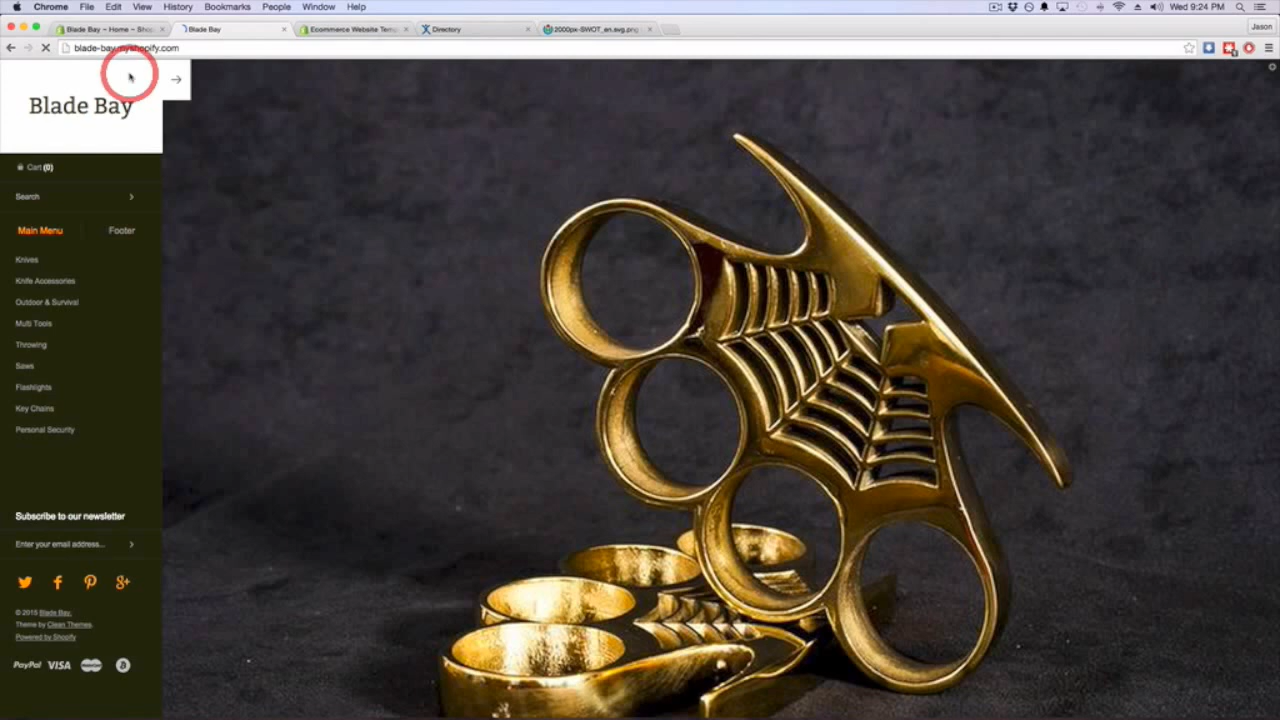 Chrome File Edit View History Bookmarks People Window Help Wed 9:24 PM
Blade Bay ~ Home ~ Shop Blade Bay Ecommerce Website Temp Directory 2000px-SWOT_en.svg.png Jason
blade-bay.myshopify.com
Blade Bay
Cart (0)
Search
Main Menu Footer
Knives
Knife Accessories
Outdoor & Survival
Multi Tools
Throwing
Saws
Flashlights
Key Chains
Personal Security
Subscribe to our newsletter
Enter your email address...
© 2015 Blade Bay.
Theme by Clean Themes.
Powered by Shopify
PayPal VISA